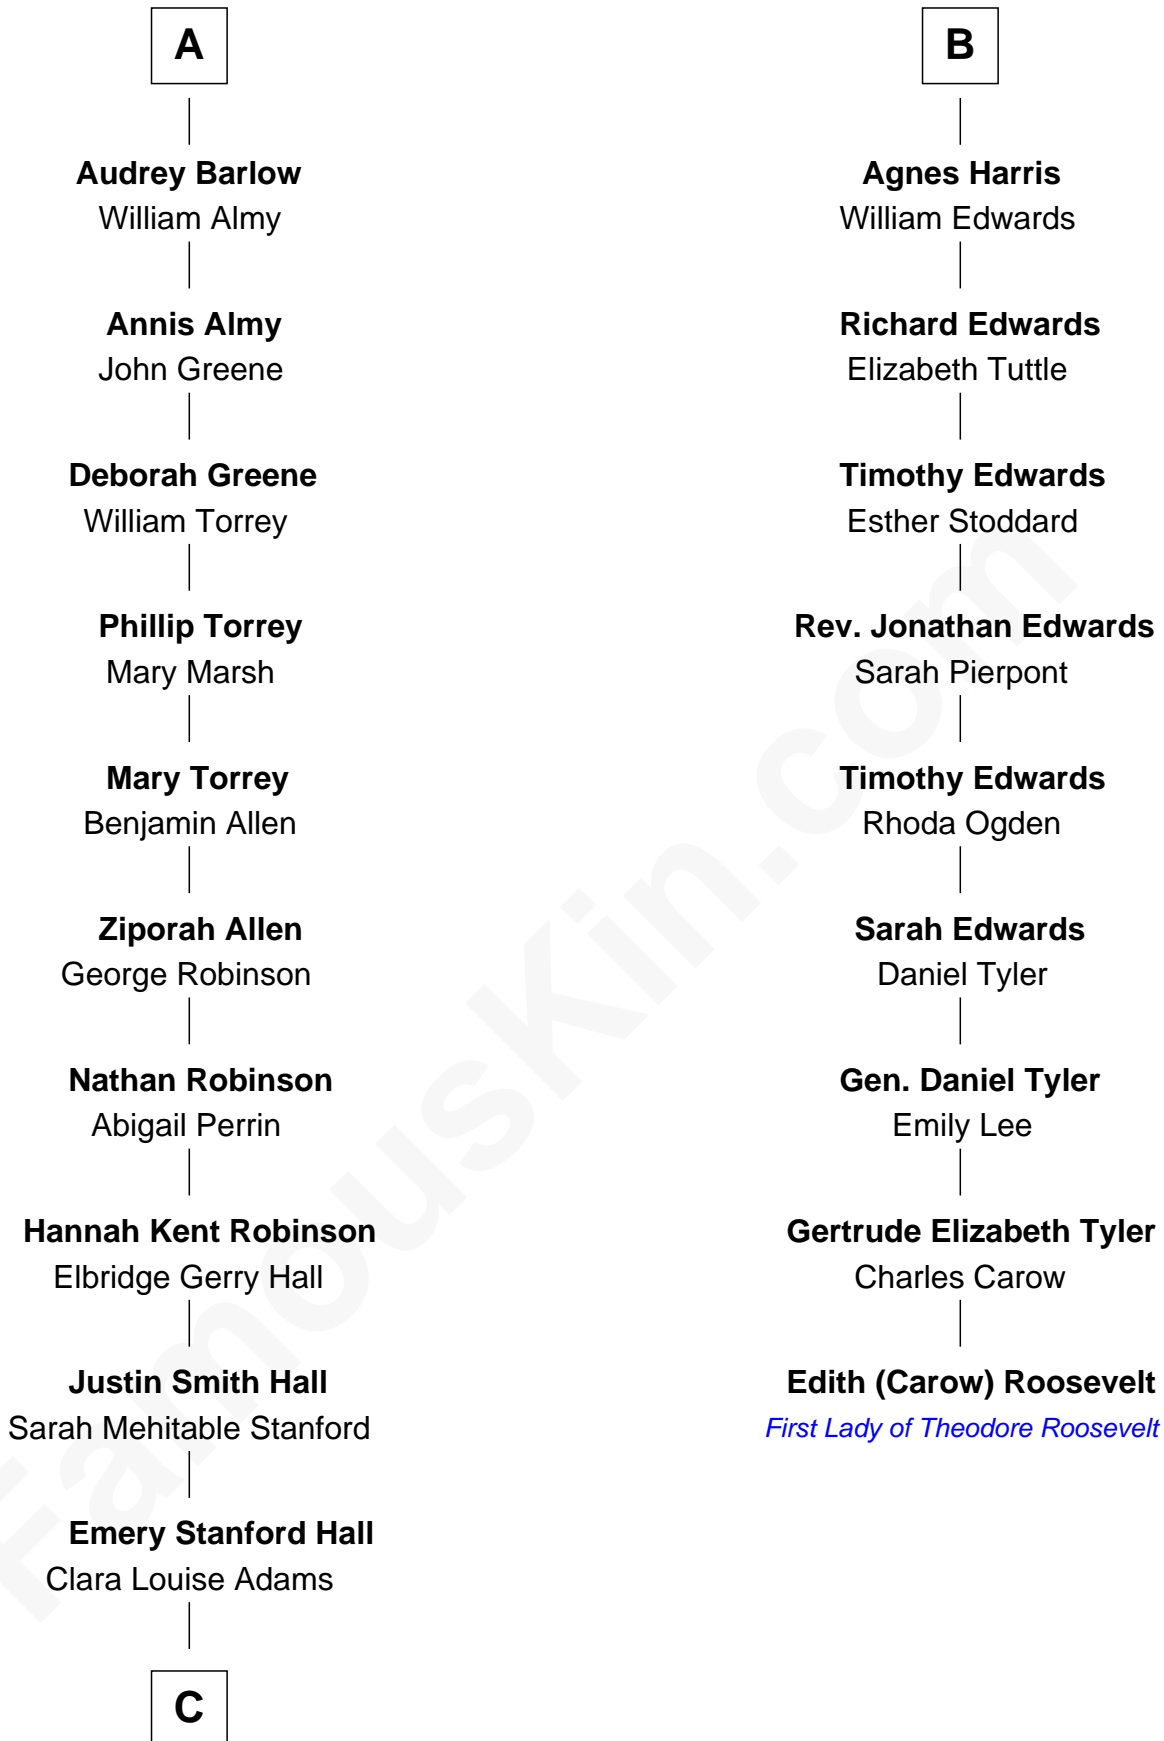 A
Audrey Barlow
William Almy
Annis Almy
John Greene
Deborah Greene
William Torrey
Phillip Torrey
Mary Marsh
Mary Torrey
Benjamin Allen
Ziporah Allen
George Robinson
Nathan Robinson
Abigail Perrin
Hannah Kent Robinson
Elbridge Gerry Hall
Justin Smith Hall
Sarah Mehitable Stanford
Emery Stanford Hall
Clara Louise Adams
C
B
Agnes Harris
William Edwards
Richard Edwards
Elizabeth Tuttle
Timothy Edwards
Esther Stoddard
Rev. Jonathan Edwards
Sarah Pierpont
Timothy Edwards
Rhoda Ogden
Sarah Edwards
Daniel Tyler
Gen. Daniel Tyler
Emily Lee
Gertrude Elizabeth Tyler
Charles Carow
Edith (Carow) Roosevelt
First Lady of Theodore Roosevelt
FamousKin.com